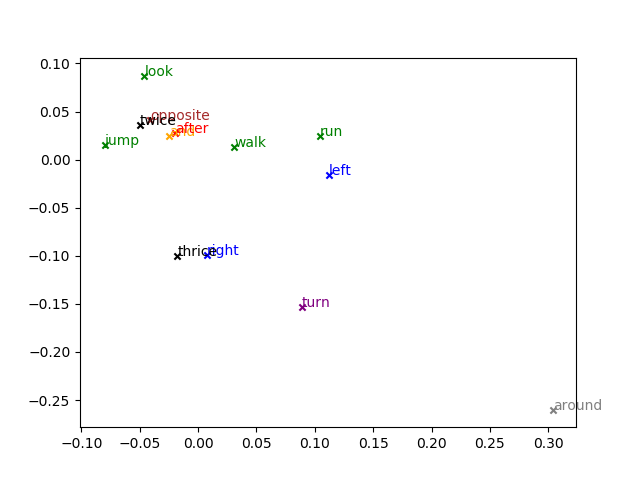 0.10
look
0.05
opposite
twice
after
and
jump
walk
run
0.00
left
−0.05
−0.10
thrice
right
−0.15
turn
−0.20
−0.25
around
−0.10 −0.05 0.00 0.05 0.10 0.15 0.20 0.25 0.30